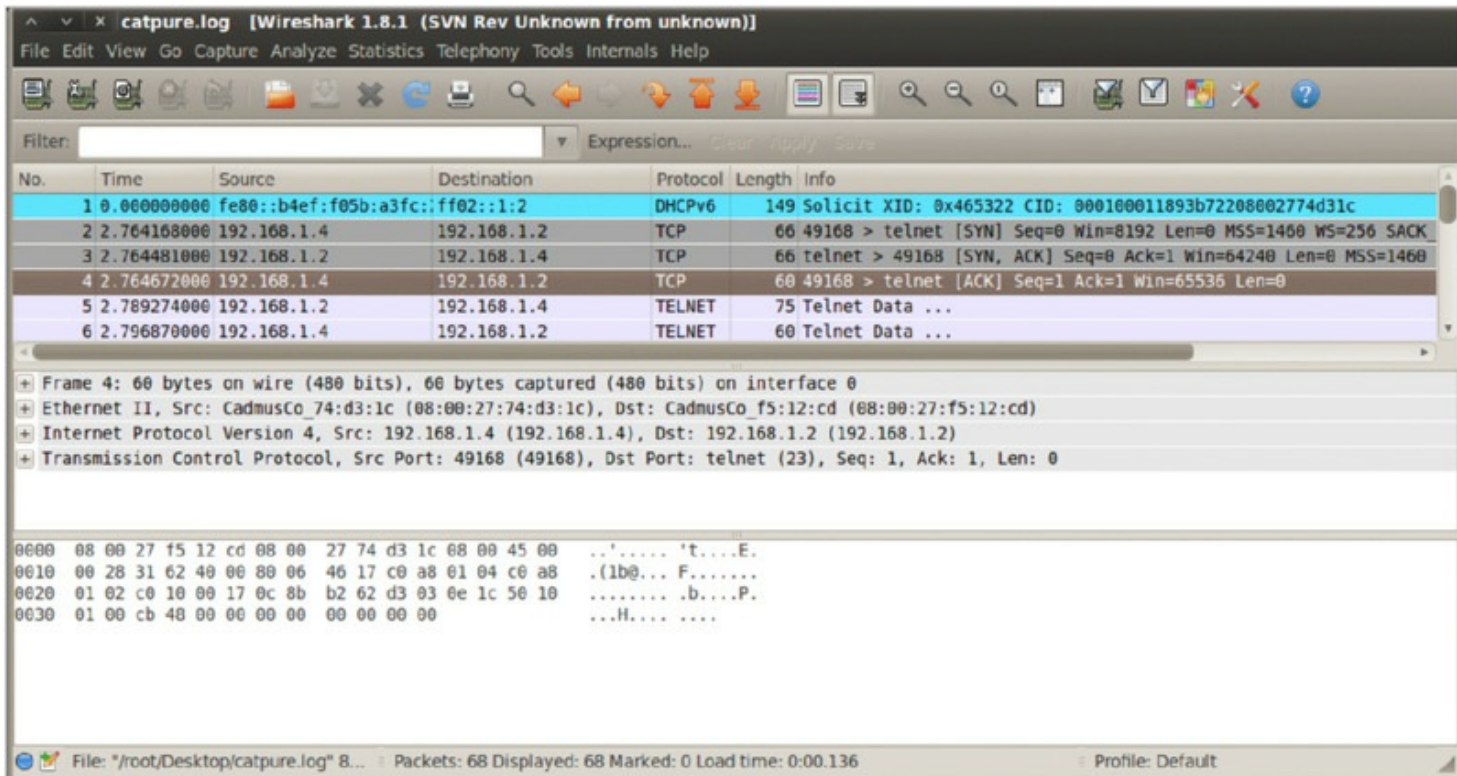 catpure.log [Wireshark 1.8.1 (SVN Rev Unknown from unknown)]
File Edit View Go Capture Analyze Statistics Telephony Tools Internals Help
Filter: Expression... Clear Apply Save
No. Time Source Destination Protocol Length Info
1 0.000000000 fe80::b4ef:f05b:a3fc: ff02::1:2 DHCPv6 149 Solicit XID: 0x465322 CID: 000100011893b72208002774d31c
2 2.764168000 192.168.1.4 192.168.1.2 TCP 66 49168 > telnet [SYN] Seq=0 Win=8192 Len=0 MSS=1460 WS=256 SACK_
3 2.764481000 192.168.1.2 192.168.1.4 TCP 66 telnet > 49168 [SYN, ACK] Seq=0 Ack=1 Win=64240 Len=0 MSS=1460
4 2.764672000 192.168.1.4 192.168.1.2 TCP 60 49168 > telnet [ACK] Seq=1 Ack=1 Win=65536 Len=0
5 2.789274000 192.168.1.2 192.168.1.4 TELNET 75 Telnet Data ...
6 2.796870000 192.168.1.4 192.168.1.2 TELNET 60 Telnet Data ...
Frame 4: 60 bytes on wire (480 bits), 60 bytes captured (480 bits) on interface 0
Ethernet II, Src: CadmusCo_74:d3:1c (08:00:27:74:d3:1c), Dst: CadmusCo_f5:12:cd (08:00:27:f5:12:cd)
Internet Protocol Version 4, Src: 192.168.1.4 (192.168.1.4), Dst: 192.168.1.2 (192.168.1.2)
Transmission Control Protocol, Src Port: 49168 (49168), Dst Port: telnet (23), Seq: 1, Ack: 1, Len: 0
0000 08 00 27 f5 12 cd 08 00 27 74 d3 1c 08 00 45 00 ..'..... 't....E.
0010 00 28 31 62 40 00 80 06 46 17 c0 a8 01 04 c0 a8 .(1b@... F.......
0020 01 02 c0 10 00 17 0c 8b b2 62 d3 03 0e 1c 50 10 ........ .b....P.
0030 01 00 cb 48 00 00 00 00 00 00 00 00 ...H.... ....
File: "/root/Desktop/catpure.log" 8... Packets: 68 Displayed: 68 Marked: 0 Load time: 0:00.136 Profile: Default